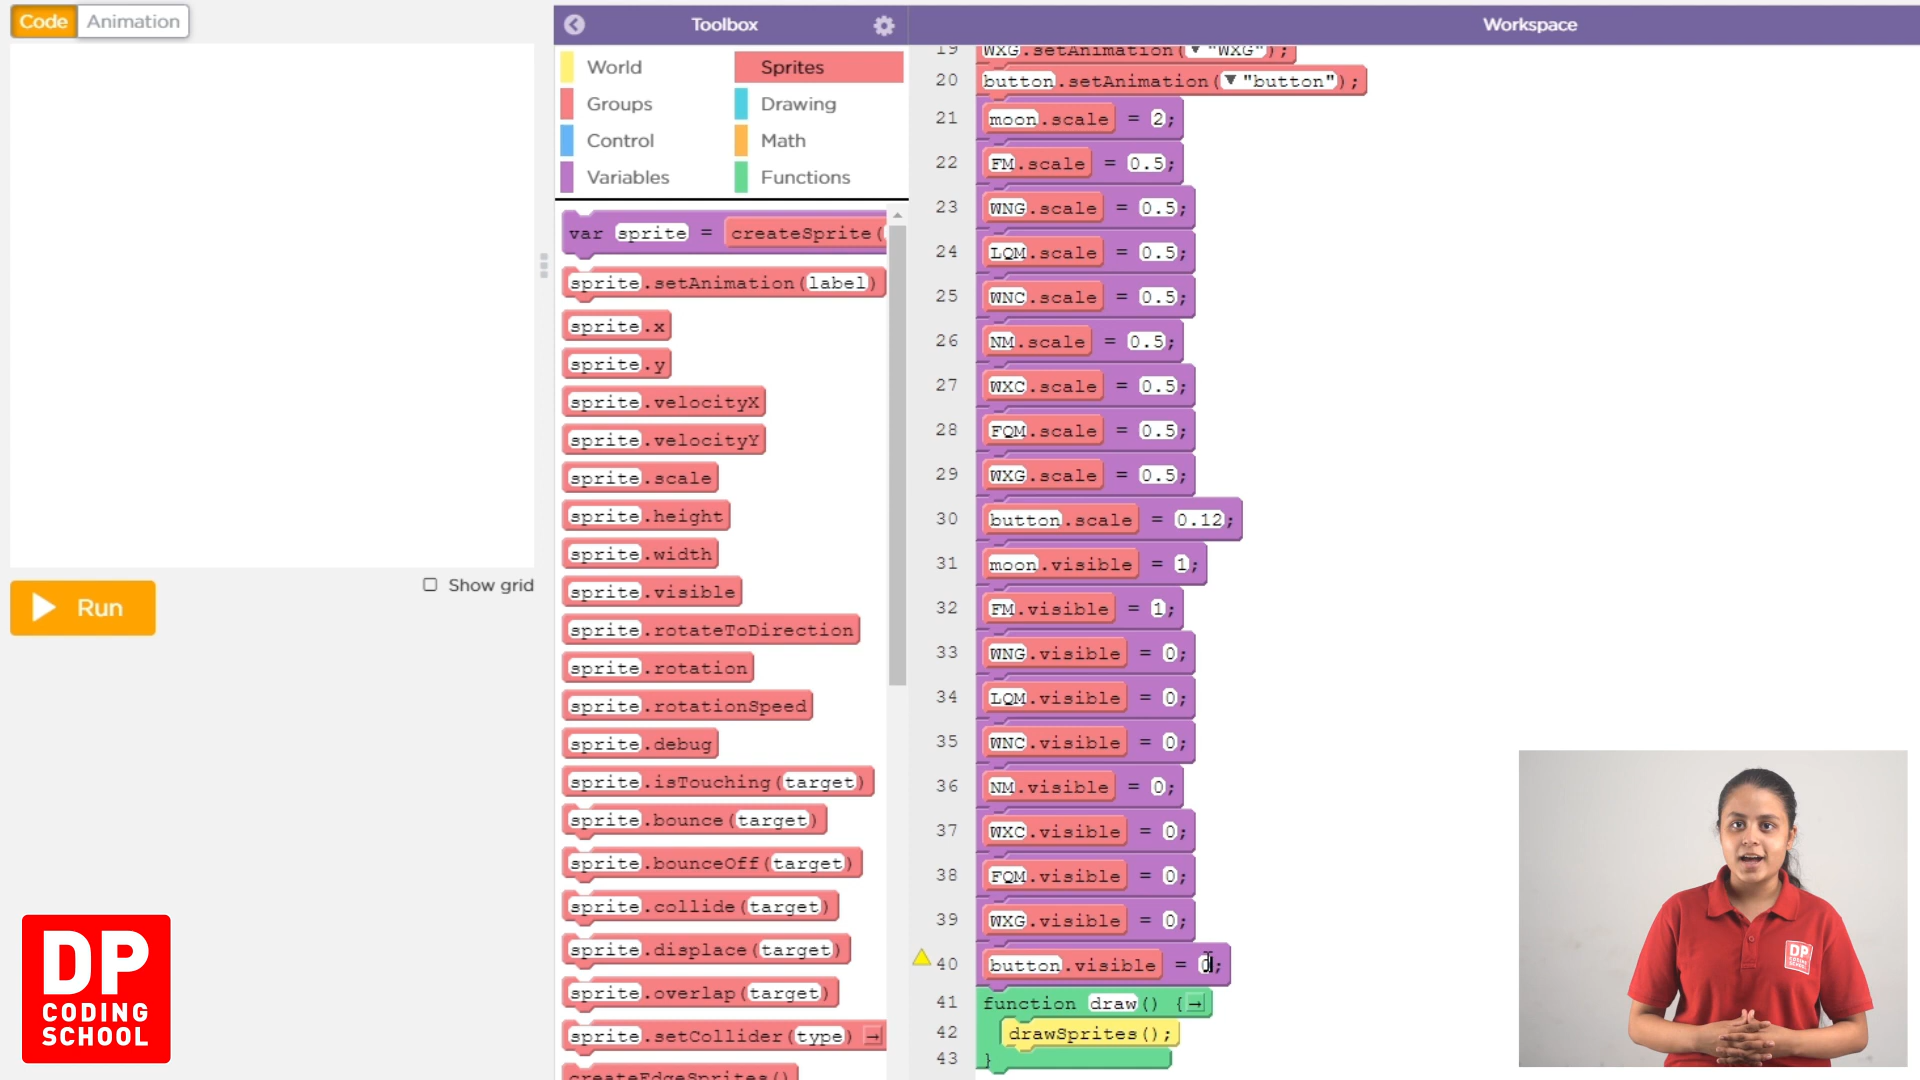 Code Animation
Toolbox
Workspace
World
Sprites
Groups
Drawing
Control
Math
Variables
Functions
var sprite = createSprite(
sprite.setAnimation(label)
sprite.x
sprite.y
sprite.velocityX
sprite.velocityY
sprite.scale
sprite.height
sprite.width
sprite.visible
sprite.rotateToDirection
sprite.rotation
sprite.rotationSpeed
sprite.debug
sprite.isTouching(target)
sprite.bounce(target)
sprite.bounceOff(target)
sprite.collide(target)
sprite.displace(target)
sprite.overlap(target)
sprite.setCollider(type) →
createEdgeSprites()
19 WXG.setAnimation(▼ "WXG");
20 button.setAnimation(▼ "button");
21 moon.scale = 2;
22 FM.scale = 0.5;
23 WNG.scale = 0.5;
24 LQM.scale = 0.5;
25 WNC.scale = 0.5;
26 NM.scale = 0.5;
27 WXC.scale = 0.5;
28 FQM.scale = 0.5;
29 WXG.scale = 0.5;
30 button.scale = 0.12;
31 moon.visible = 1;
32 FM.visible = 1;
33 WNG.visible = 0;
34 LQM.visible = 0;
35 WNC.visible = 0;
36 NM.visible = 0;
37 WXC.visible = 0;
38 FQM.visible = 0;
39 WXG.visible = 0;
40 button.visible = 0;
41 function draw() {→
42 drawSprites();
43 }
Show grid
Run
DP
CODING
SCHOOL
DP